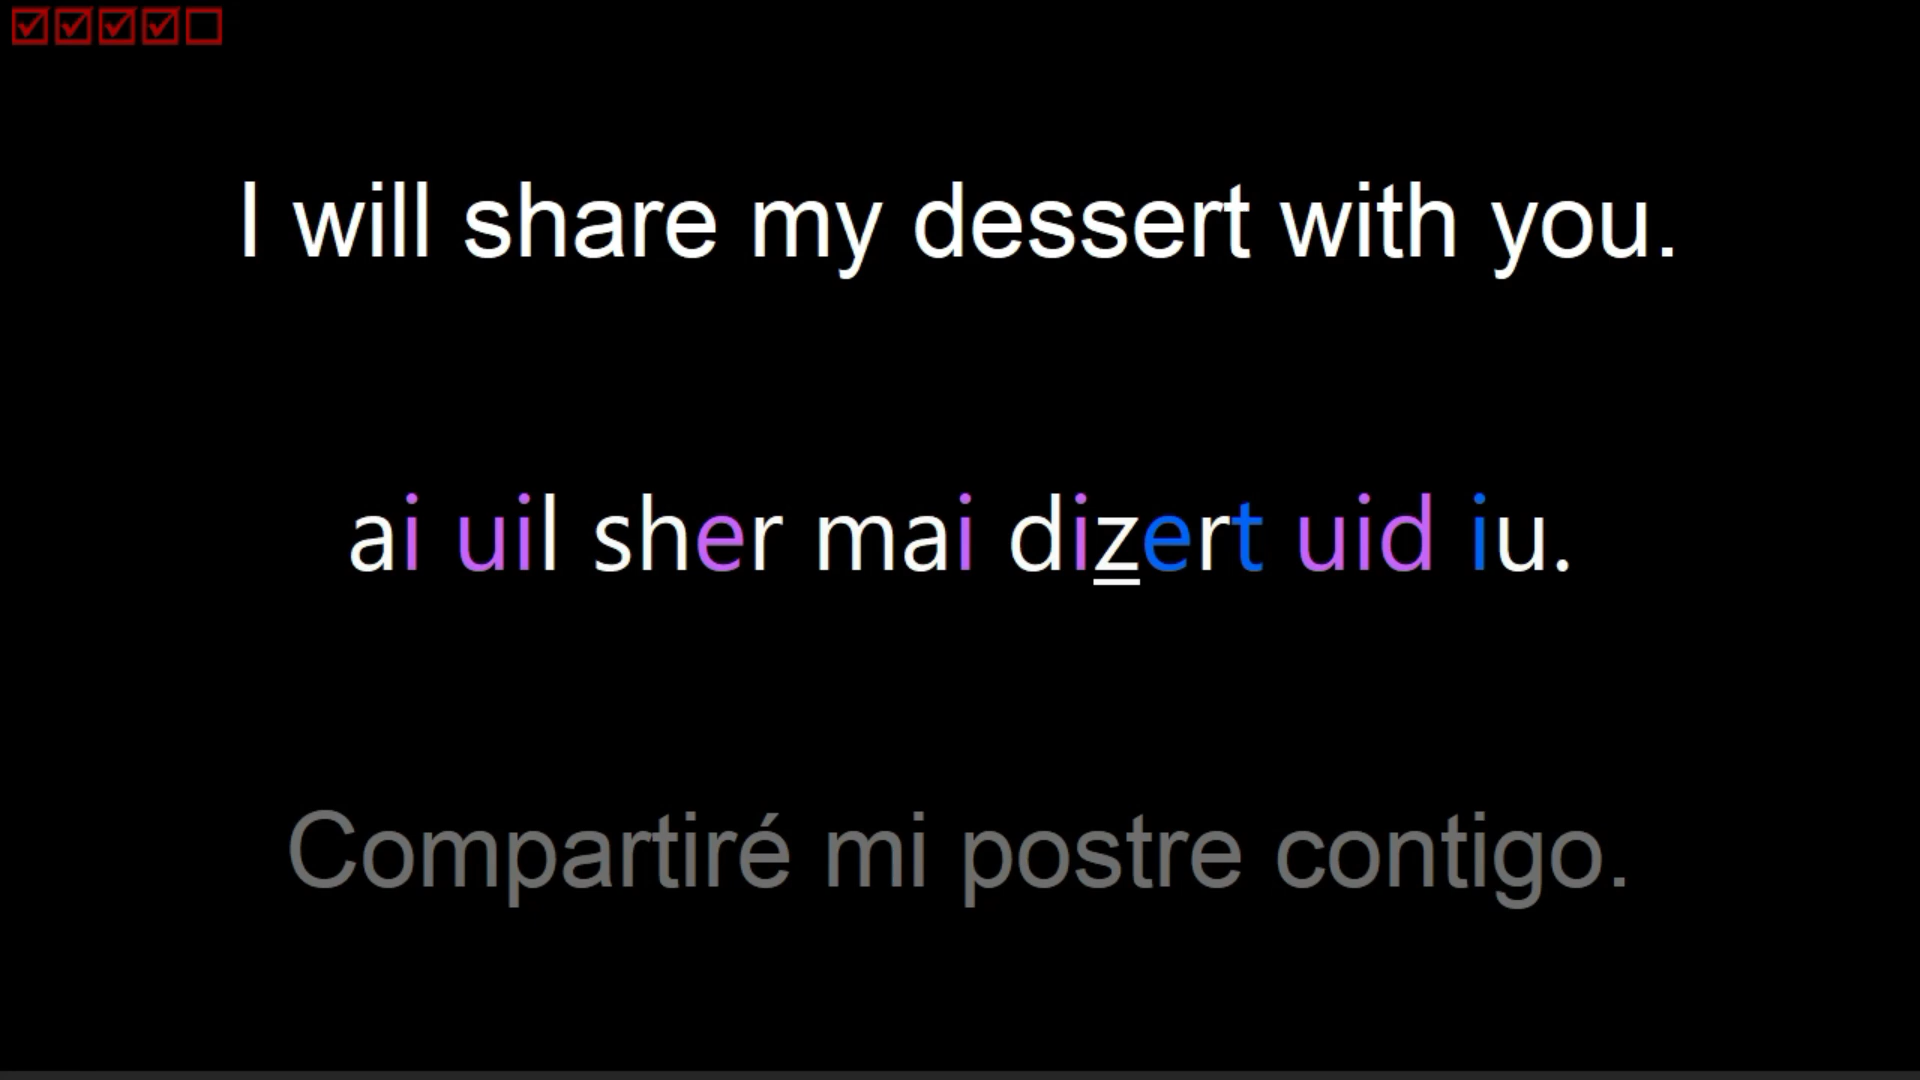 I will share my dessert with you.
ai uil sher mai dizert uid iu.
Compartiré mi postre contigo.